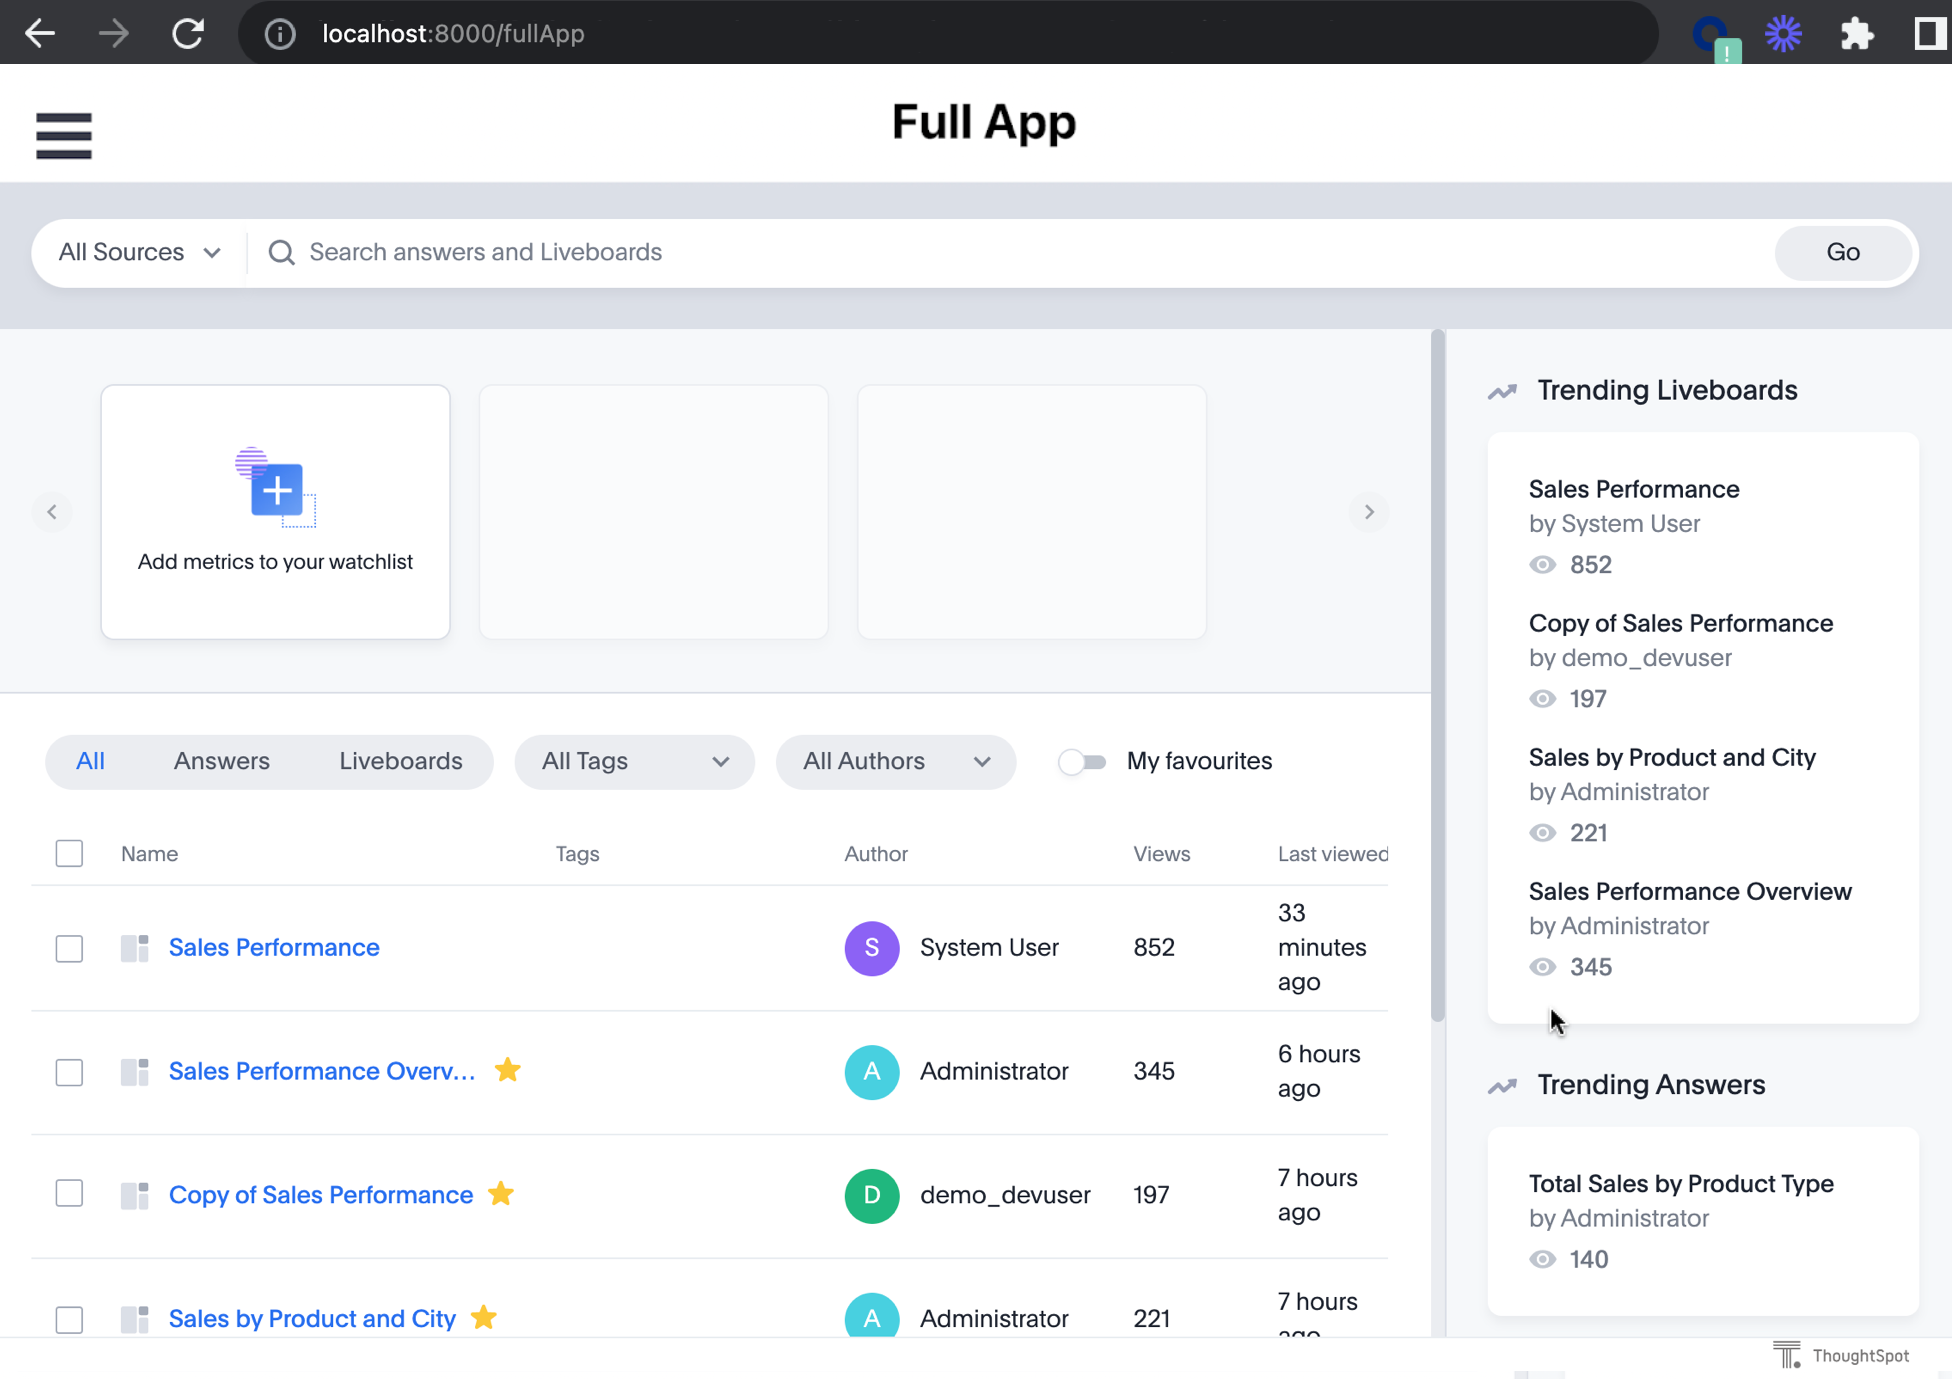 localhost:8000/fullApp
Full App
All Sources
Search answers and Liveboards
Go
Add metrics to your watchlist
All
Answers
Liveboards
All Tags
All Authors
My favourites
Name
Tags
Author
Views
Last viewed
Sales Performance
S
System User
852
33
minutes
ago
Sales Performance Overv...
A
Administrator
345
6 hours
ago
Copy of Sales Performance
D
demo_devuser
197
7 hours
ago
Sales by Product and City
A
Administrator
221
7 hours
ago
Trending Liveboards
Sales Performance
by System User
852
Copy of Sales Performance
by demo_devuser
197
Sales by Product and City
by Administrator
221
Sales Performance Overview
by Administrator
345
Trending Answers
Total Sales by Product Type
by Administrator
140
ThoughtSpot